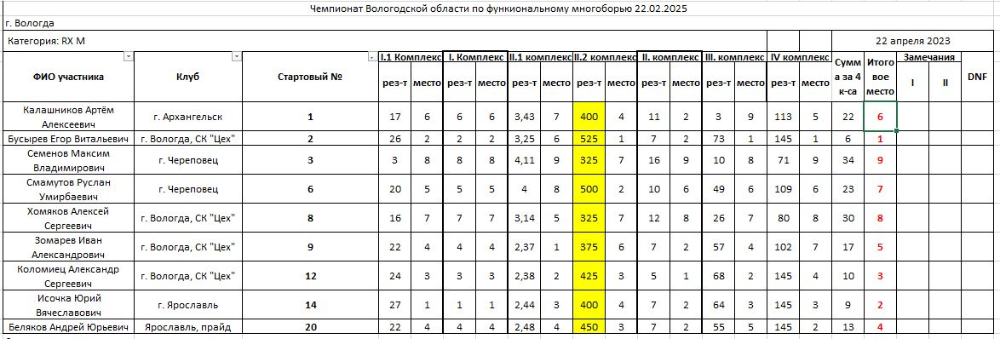 Чемпионат Вологодской области по функиональному многоборью 22.02.2025
г. Вологда
Категория: RX M 22 апреля 2023
ФИО участника Клуб Стартовый № I.1 Комплекс I. Комплекс II.1 комплекс II.2 комплекс II. комплекс III. комплекс IV комплекс Сумм а за 4 к-са Итого вое место Замечания DNF
рез-т место рез-т место рез-т место рез-т место рез-т место рез-т место рез-т место I II
Калашников Артём Алексеевич г. Архангельск 1 17 6 6 6 3,43 7 400 4 11 2 3 9 113 5 22 6
Бусырев Егор Витальевич г. Вологда, СК "Цех" 2 26 2 2 2 3,25 6 525 1 7 2 73 1 145 1 6 1
Семенов Максим Владимирович г. Череповец 3 3 8 8 8 4,11 9 325 7 16 9 10 8 71 9 34 9
Смамутов Руслан Умирбаевич г. Череповец 6 20 5 5 5 4 8 500 2 10 6 49 6 109 6 23 7
Хомяков Алексей Сергеевич г. Вологда, СК "Цех" 8 16 7 7 7 3,14 5 325 7 12 8 26 7 80 8 30 8
Зомарев Иван Александрович г. Вологда, СК "Цех" 9 22 4 4 4 2,37 1 375 6 7 2 57 4 102 7 17 5
Коломиец Александр Сергеевич г. Вологда, СК "Цех" 12 24 3 3 3 2,38 2 425 3 5 1 68 2 145 4 10 3
Исочка Юрий Вячеславович г. Ярославль 14 27 1 1 1 2,44 3 400 4 7 2 64 3 145 3 9 2
Беляков Андрей Юрьевич Ярославль, прайд 20 22 4 4 4 2,48 4 450 3 7 2 55 5 145 2 13 4